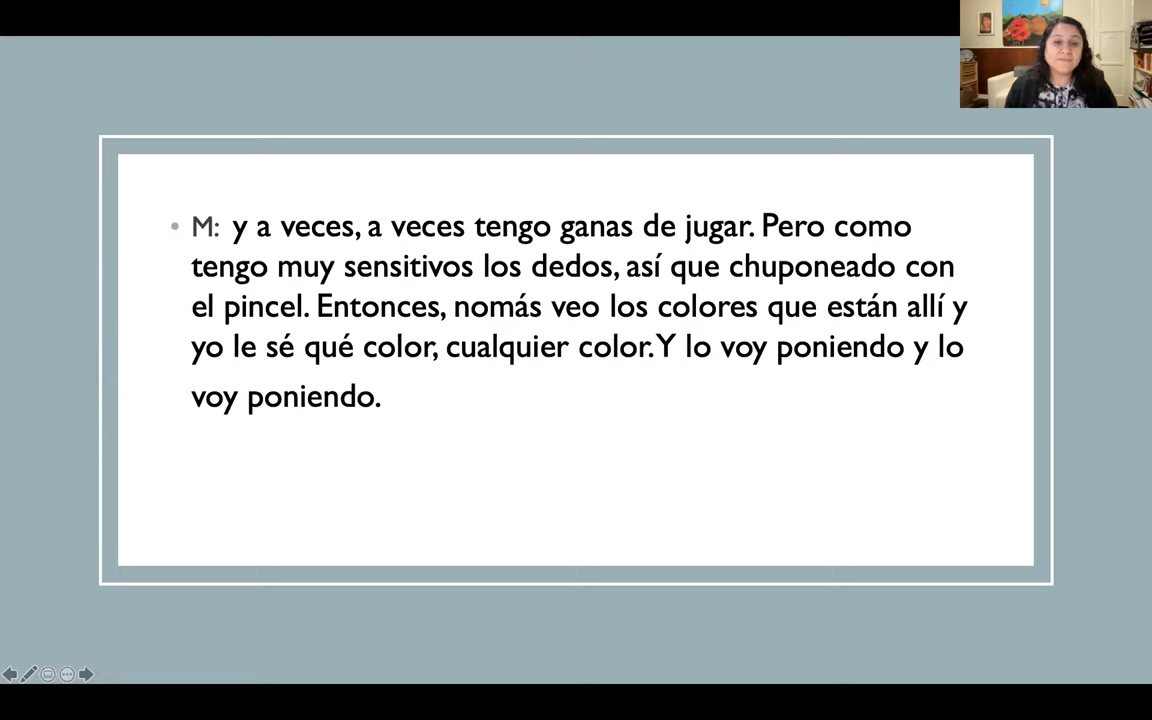 • M: y a veces, a veces tengo ganas de jugar. Pero como
tengo muy sensitivos los dedos, así que chuponeado con
el pincel. Entonces, nomás veo los colores que están allí y
yo le sé qué color, cualquier color. Y lo voy poniendo y lo
voy poniendo.